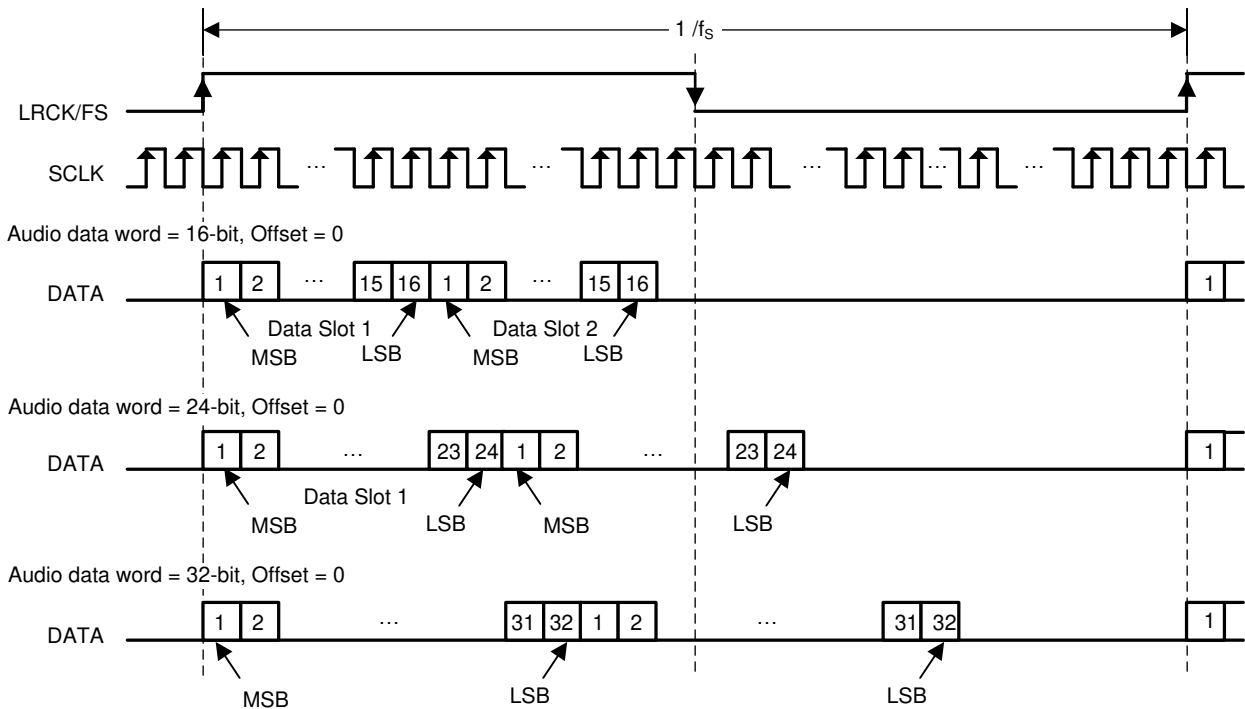 1 /fS
LRCK/FS
SCLK … … … … …
Audio data word = 16-bit, Offset = 0
DATA 1 2 … 15 16 1 2 … 15 16 1
Data Slot 1 Data Slot 2
MSB LSB MSB LSB
Audio data word = 24-bit, Offset = 0
DATA 1 2 … 23 24 1 2 … 23 24 1
Data Slot 1
MSB LSB MSB LSB
Audio data word = 32-bit, Offset = 0
DATA 1 2 … 31 32 1 2 … 31 32 1
MSB LSB LSB